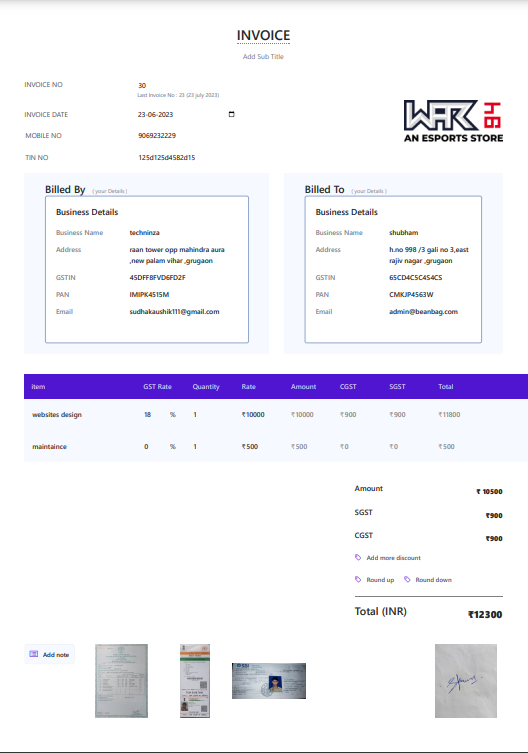 INVOICE
Add Sub Title
INVOICE NO 30
Last Invoice No : 23 (23 july 2023)
INVOICE DATE 23-06-2023
MOBILE NO 9069232229
TIN NO 125d125d4582d15
WAR HB
AN ESPORTS STORE
Billed By ( your Details )
Business Details
Business Name techninza
Address raan tower opp mahindra aura
,new palam vihar ,grugaon
GSTIN 45DFF8FVD6FD2F
PAN IMIPK4515M
Email sudhakaushik111@gmail.com
Billed To ( your Details )
Business Details
Business Name shubham
Address h.no 998 /3 gali no 3,east
rajiv nagar ,grugaon
GSTIN 65CD4C5C4S4C5
PAN CMKJP4563W
Email admin@beanbag.com
item GST Rate Quantity Rate Amount CGST SGST Total
websites design 18 % 1 ₹10000 ₹10000 ₹900 ₹900 ₹11800
maintaince 0 % 1 ₹500 ₹500 ₹0 ₹0 ₹500
Amount ₹ 10500
SGST ₹900
CGST ₹900
Add more discount
Round up Round down
Total (INR) ₹12300
Add note
SBI